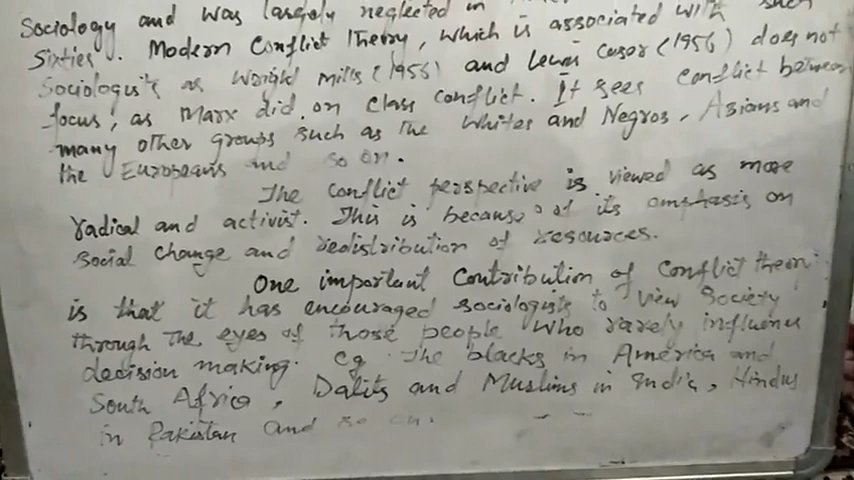 Sociology and was largely neglected in
Sixties. Modern Conflict Theory, which is associated with such
Sociologists as Wright Mills (1956) and Lewis Coser (1956) does not
focus, as Marx did, on class conflict. It sees conflict between
many other groups such as the Whites and Negros, Asians and
the Europeans and so on.
The conflict perspective is viewed as more
radical and activist. This is because of its emphasis on
social change and redistribution of resources.
One important contribution of conflict theory
is that it has encouraged sociologists to view society
through the eyes of those people who rarely influence
decision making. eg the blacks in America and
South Africa, Dalits and Muslims in India, Hindus
in Pakistan and so on.